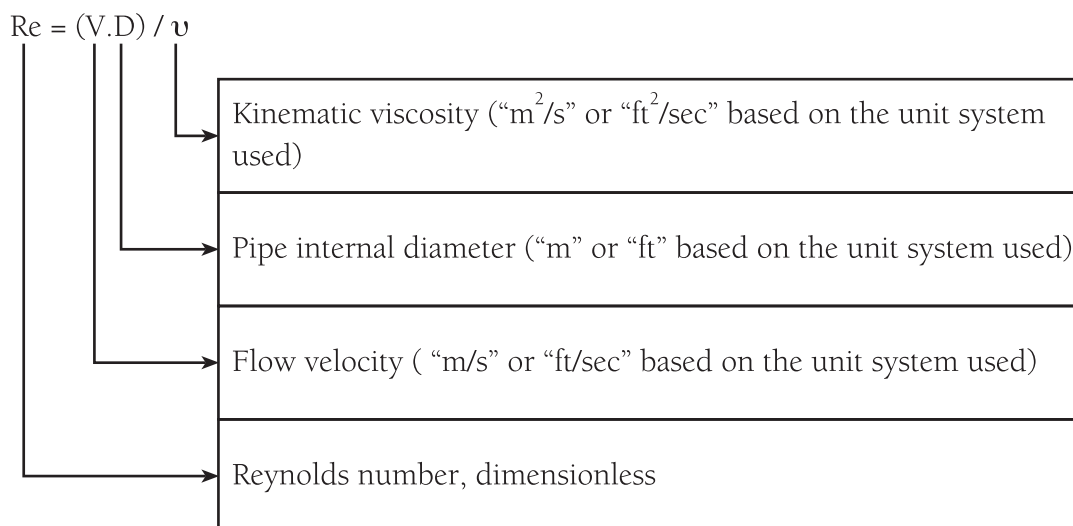 Re = (V.D) / υ
Kinematic viscosity (“m²/s” or “ft²/sec” based on the unit system
used)
Pipe internal diameter (“m” or “ft” based on the unit system used)
Flow velocity ( “m/s” or “ft/sec” based on the unit system used)
Reynolds number, dimensionless